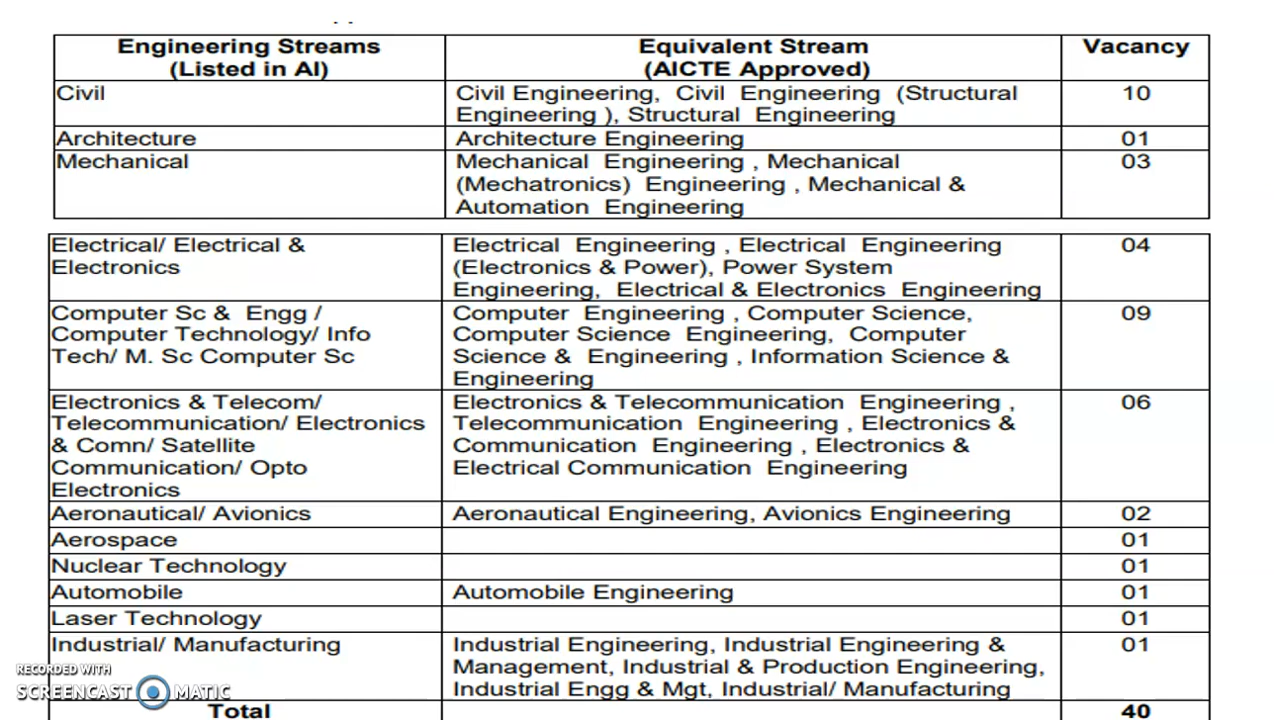 Engineering Streams Equivalent Stream Vacancy
(Listed in AI) (AICTE Approved)
Civil Civil Engineering, Civil Engineering (Structural 10
Engineering ), Structural Engineering
Architecture Architecture Engineering 01
Mechanical Mechanical Engineering , Mechanical 03
(Mechatronics) Engineering , Mechanical &
Automation Engineering
Electrical/ Electrical & Electrical Engineering , Electrical Engineering 04
Electronics (Electronics & Power), Power System
Engineering, Electrical & Electronics Engineering
Computer Sc & Engg / Computer Engineering , Computer Science, 09
Computer Technology/ Info Computer Science Engineering, Computer
Tech/ M. Sc Computer Sc Science & Engineering , Information Science &
Engineering
Electronics & Telecom/ Electronics & Telecommunication Engineering , 06
Telecommunication/ Electronics Telecommunication Engineering , Electronics &
& Comn/ Satellite Communication Engineering , Electronics &
Communication/ Opto Electrical Communication Engineering
Electronics
Aeronautical/ Avionics Aeronautical Engineering, Avionics Engineering 02
Aerospace 01
Nuclear Technology 01
Automobile Automobile Engineering 01
Laser Technology 01
Industrial/ Manufacturing Industrial Engineering, Industrial Engineering & 01
Management, Industrial & Production Engineering,
Industrial Engg & Mgt, Industrial/ Manufacturing
Total 40
RECORDED WITH
SCREENCAST MATIC